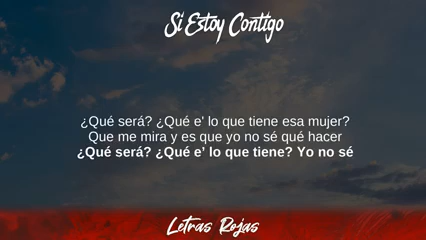 Si Estoy Contigo
¿Qué será? ¿Qué e' lo que tiene esa mujer?
Que me mira y es que yo no sé qué hacer
¿Qué será? ¿Qué e’ lo que tiene? Yo no sé
Letras Rojas